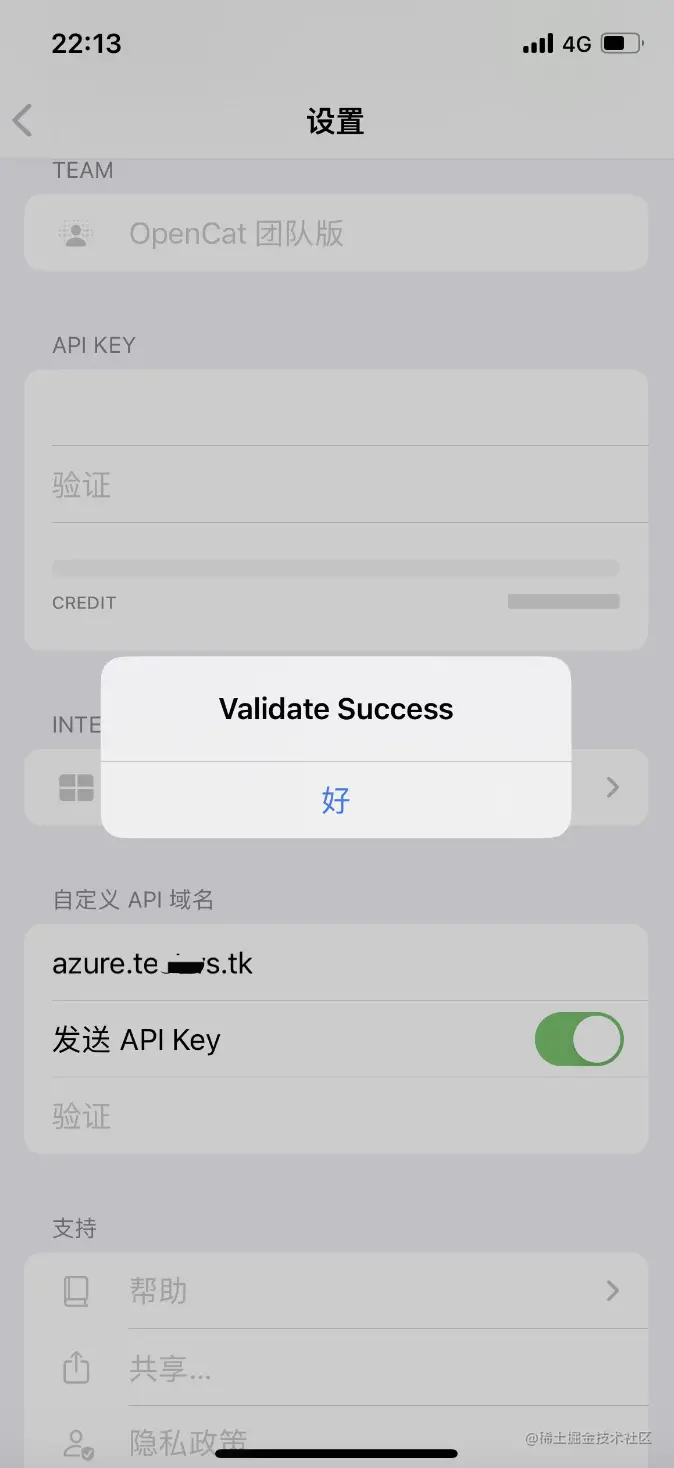 22:13
4G
设置
TEAM
OpenCat 团队版
API KEY
验证
CREDIT
Validate Success
INTE
好
自定义 API 域名
azure.te s.tk
发送 API Key
验证
支持
帮助
共享...
隐私政策
@稀土掘金技术社区